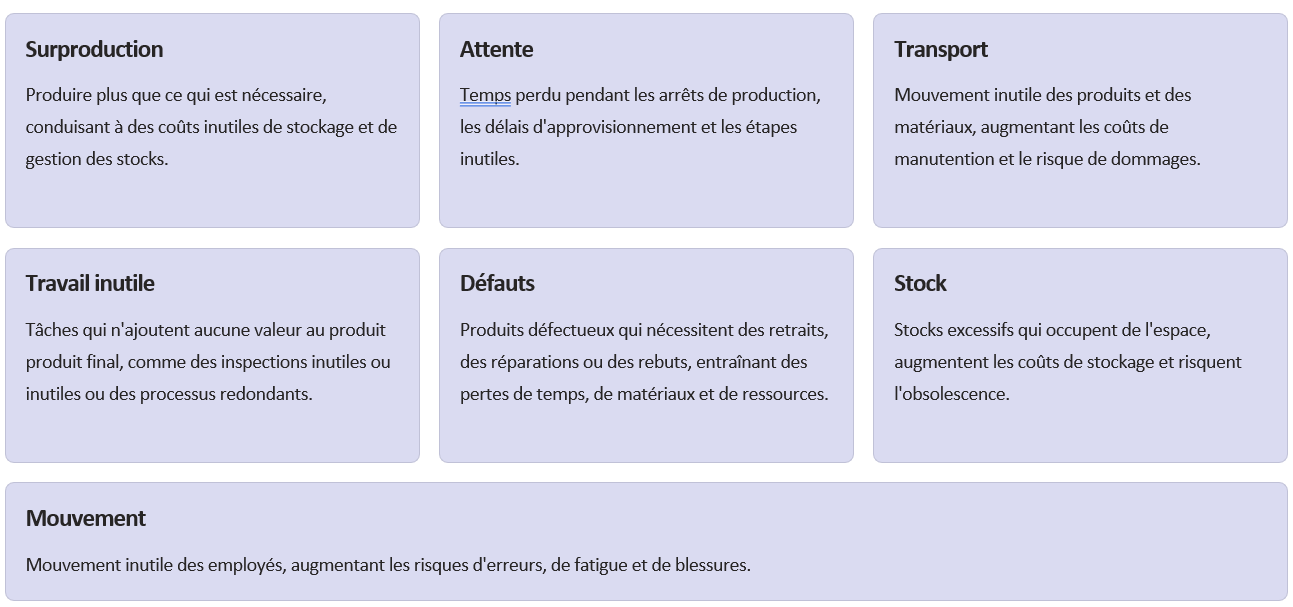 Surproduction
Produire plus que ce qui est nécessaire,
conduisant à des coûts inutiles de stockage et de
gestion des stocks.
Attente
Temps perdu pendant les arrêts de production,
les délais d'approvisionnement et les étapes
inutiles.
Transport
Mouvement inutile des produits et des
matériaux, augmentant les coûts de
manutention et le risque de dommages.
Travail inutile
Tâches qui n'ajoutent aucune valeur au produit
produit final, comme des inspections inutiles ou
inutiles ou des processus redondants.
Défauts
Produits défectueux qui nécessitent des retraits,
des réparations ou des rebuts, entraînant des
pertes de temps, de matériaux et de ressources.
Stock
Stocks excessifs qui occupent de l'espace,
augmentent les coûts de stockage et risquent
l'obsolescence.
Mouvement
Mouvement inutile des employés, augmentant les risques d'erreurs, de fatigue et de blessures.